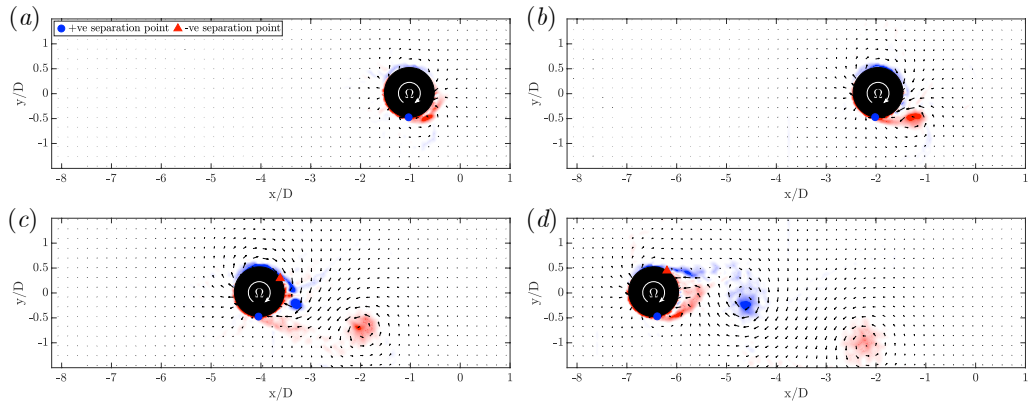 (a)
+ve separation point -ve separation point
1
0.5
0
-0.5
-1
y/D
Ω
-8 -7 -6 -5 -4 -3 -2 -1 0 1
x/D
(b)
1
0.5
0
-0.5
-1
y/D
Ω
-8 -7 -6 -5 -4 -3 -2 -1 0 1
x/D
(c)
1
0.5
0
-0.5
-1
y/D
Ω
-8 -7 -6 -5 -4 -3 -2 -1 0 1
x/D
(d)
1
0.5
0
-0.5
-1
y/D
Ω
-8 -7 -6 -5 -4 -3 -2 -1 0 1
x/D